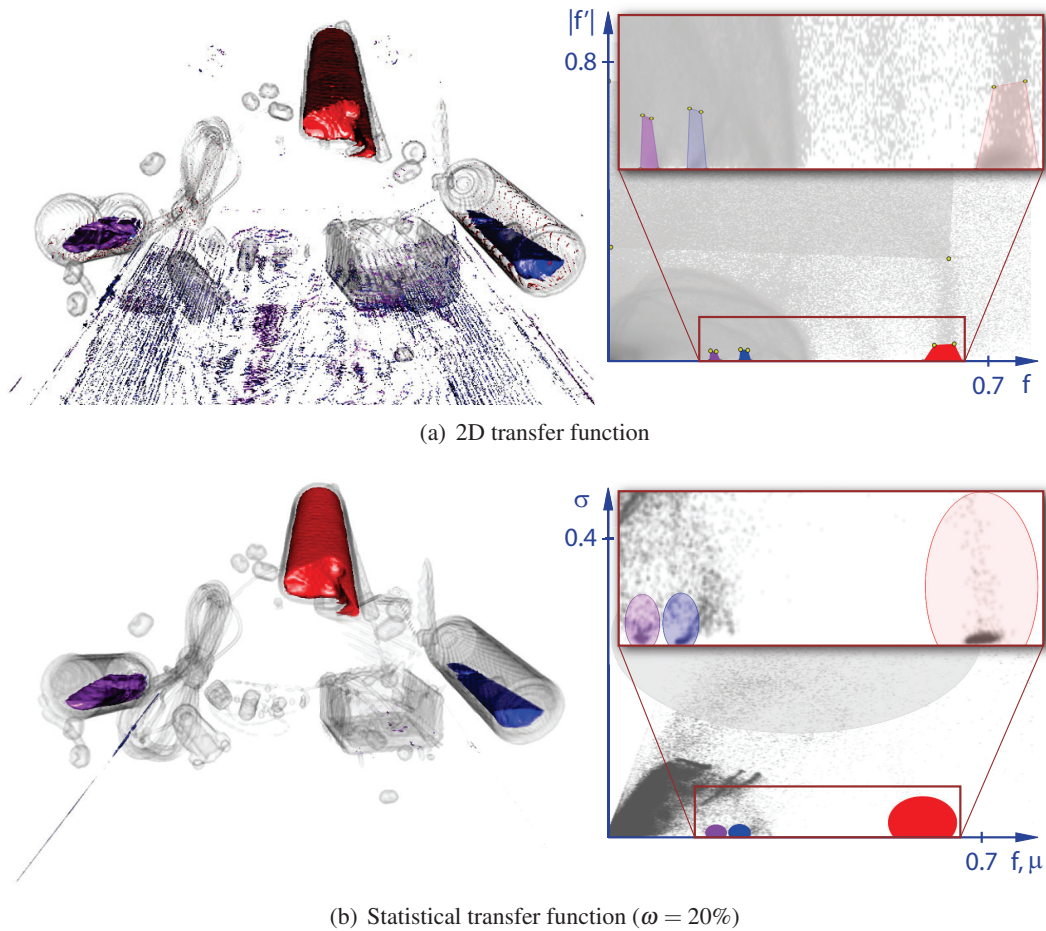 |f'|
0.8
0.7 f
(a) 2D transfer function
σ
0.4
0.7 f, μ
(b) Statistical transfer function (ω = 20%)